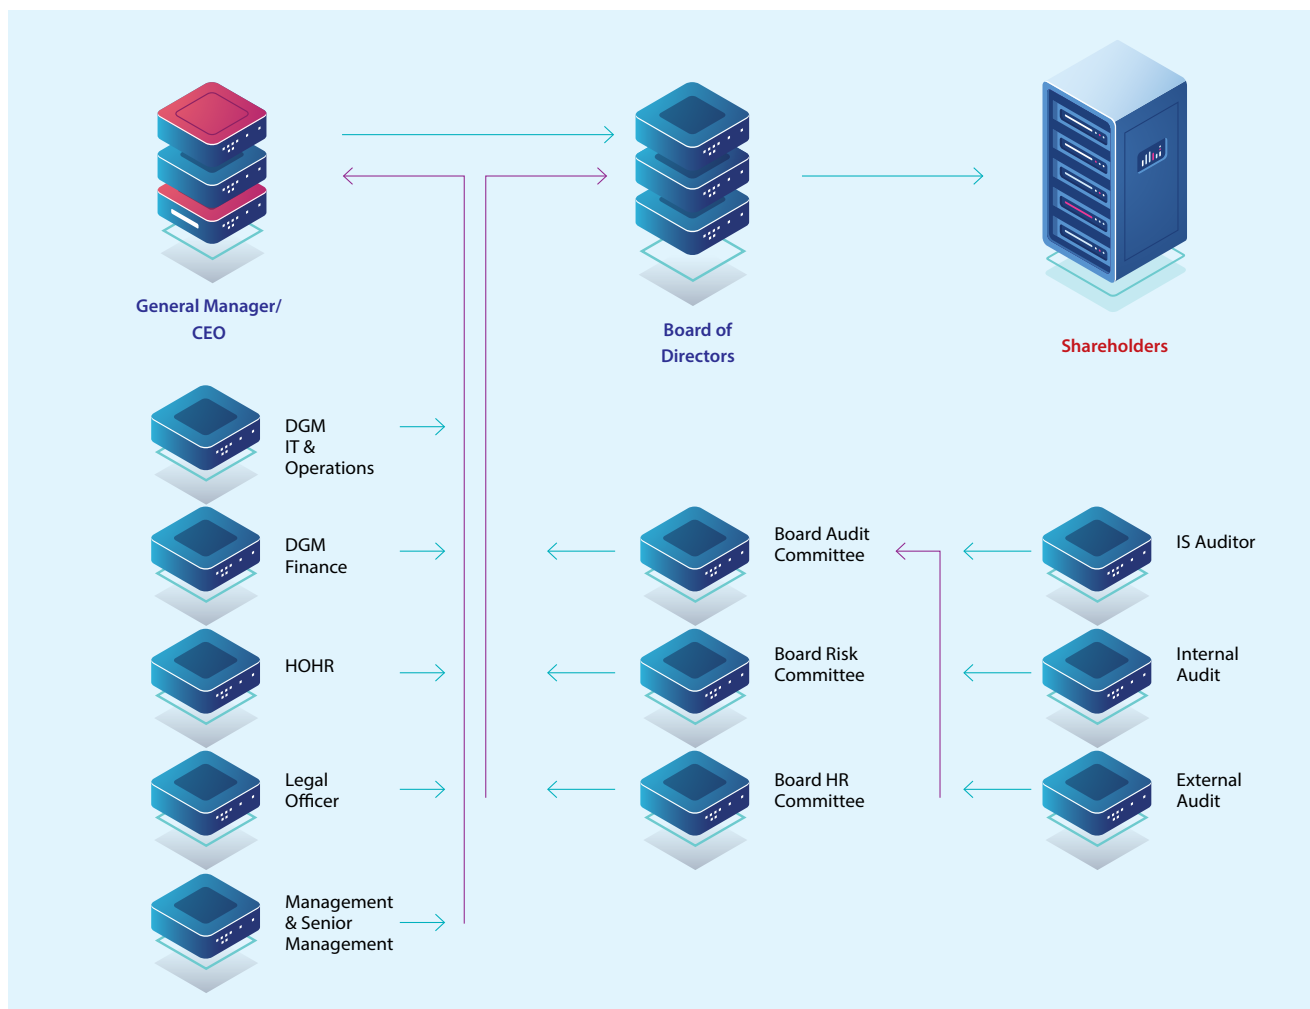 General Manager/
CEO
Board of
Directors
Shareholders
DGM
IT &
Operations
DGM
Finance
HOHR
Legal
Officer
Management
& Senior
Management
Board Audit
Committee
Board Risk
Committee
Board HR
Committee
IS Auditor
Internal
Audit
External
Audit